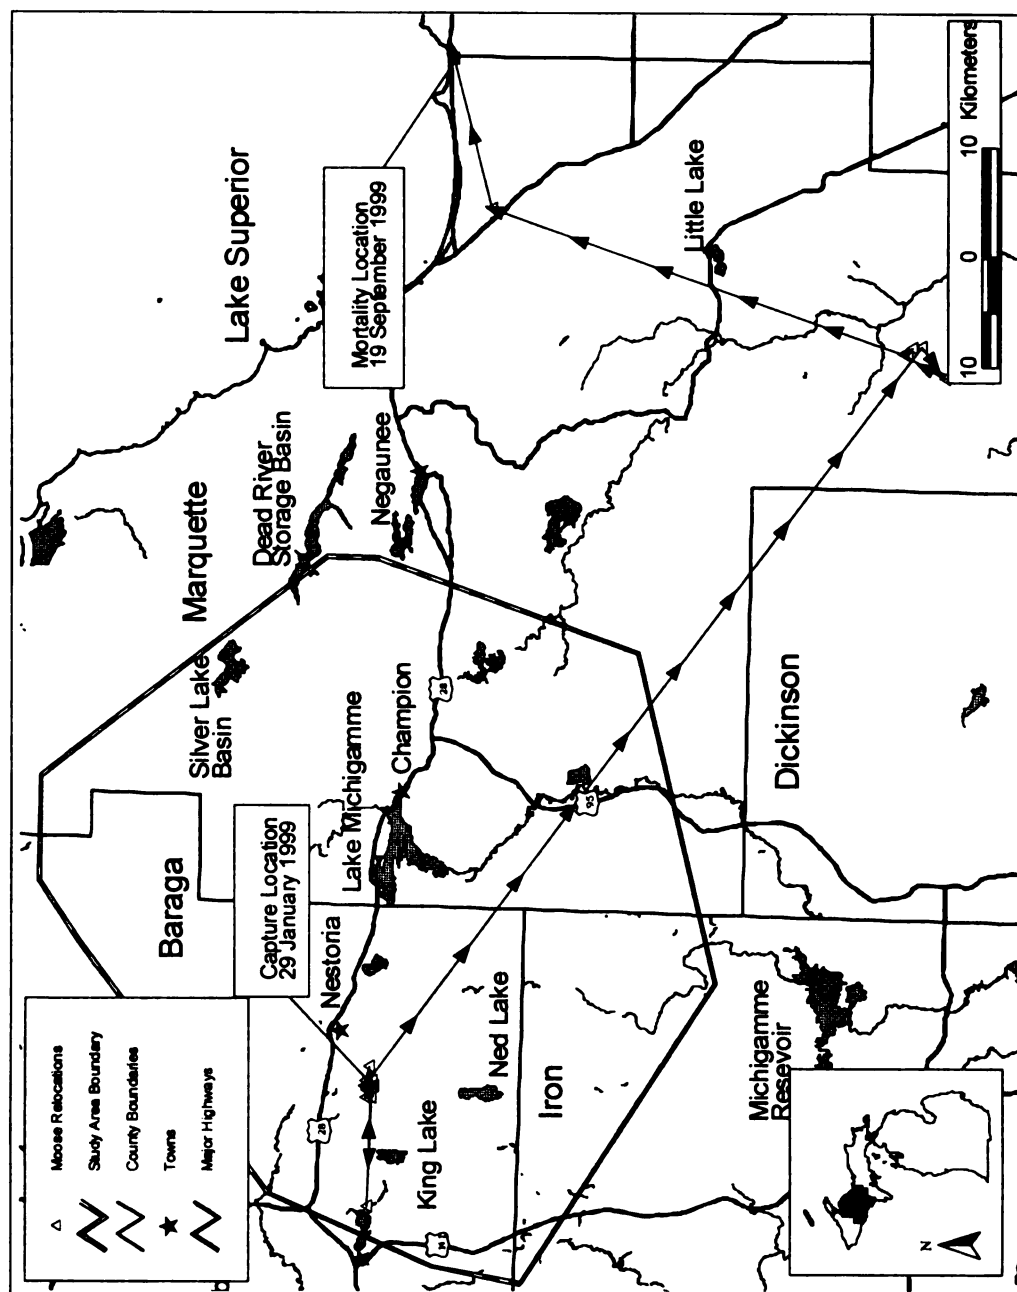 Moose Relocations
Study Area Boundary
County Boundaries
Towns
Major Highways
Baraga
Capture Location
29 January 1999
Nestoria
28
King Lake
Ned Lake
Iron
Michigamme
Resevoir
N
Silver Lake
Basin
Marquette
Lake Michigamme
Champion
28
95
Dickinson
Dead River
Storage Basin
Negaunee
Lake Superior
Mortality Location
19 September 1999
Little Lake
10 0 10 Kilometers